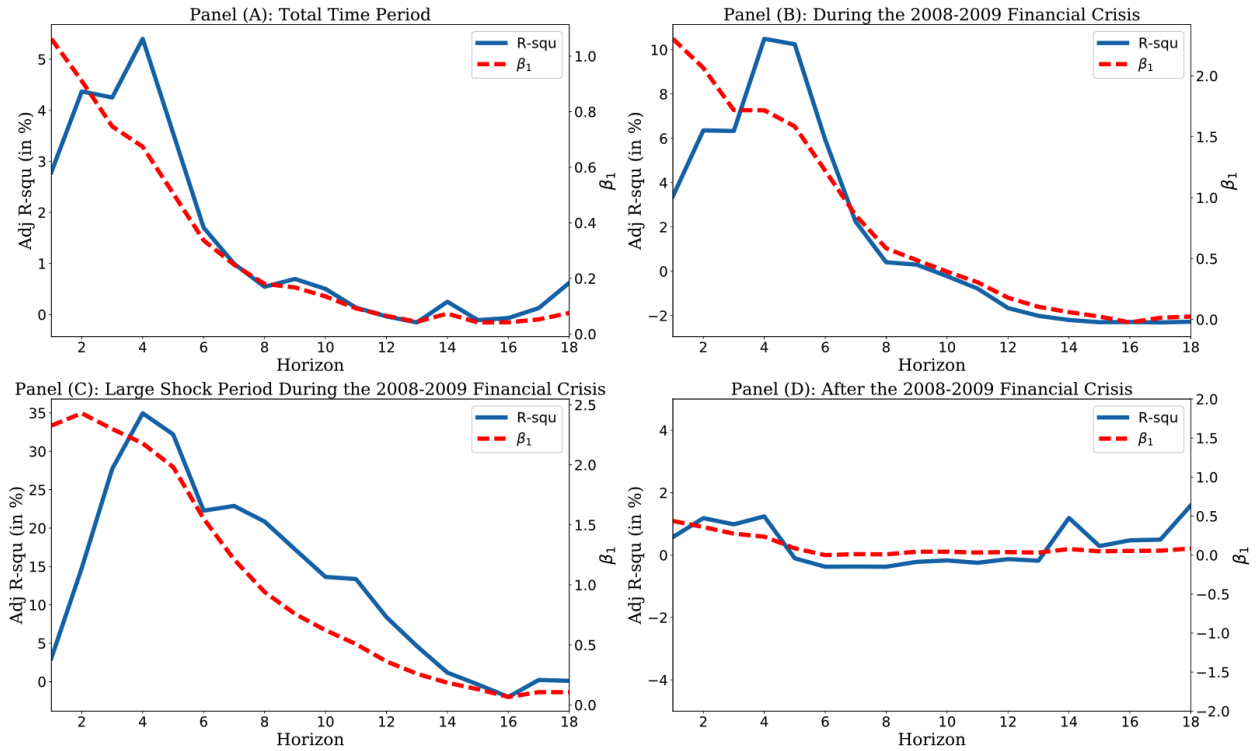 Panel (A): Total Time Period
R-squ
β1
Adj R-squ (in %)
5
4
3
2
1
0
1.0
0.8
0.6
0.4
0.2
0.0
β1
2 4 6 8 10 12 14 16 18
Horizon
Panel (B): During the 2008-2009 Financial Crisis
R-squ
β1
Adj R-squ (in %)
10
8
6
4
2
0
−2
2.0
1.5
1.0
0.5
0.0
β1
2 4 6 8 10 12 14 16 18
Horizon
Panel (C): Large Shock Period During the 2008-2009 Financial Crisis
R-squ
β1
Adj R-squ (in %)
35
30
25
20
15
10
5
0
2.5
2.0
1.5
1.0
0.5
0.0
β1
2 4 6 8 10 12 14 16 18
Horizon
Panel (D): After the 2008-2009 Financial Crisis
R-squ
β1
Adj R-squ (in %)
4
2
0
−2
−4
2.0
1.5
1.0
0.5
0.0
−0.5
−1.0
−1.5
−2.0
β1
2 4 6 8 10 12 14 16 18
Horizon